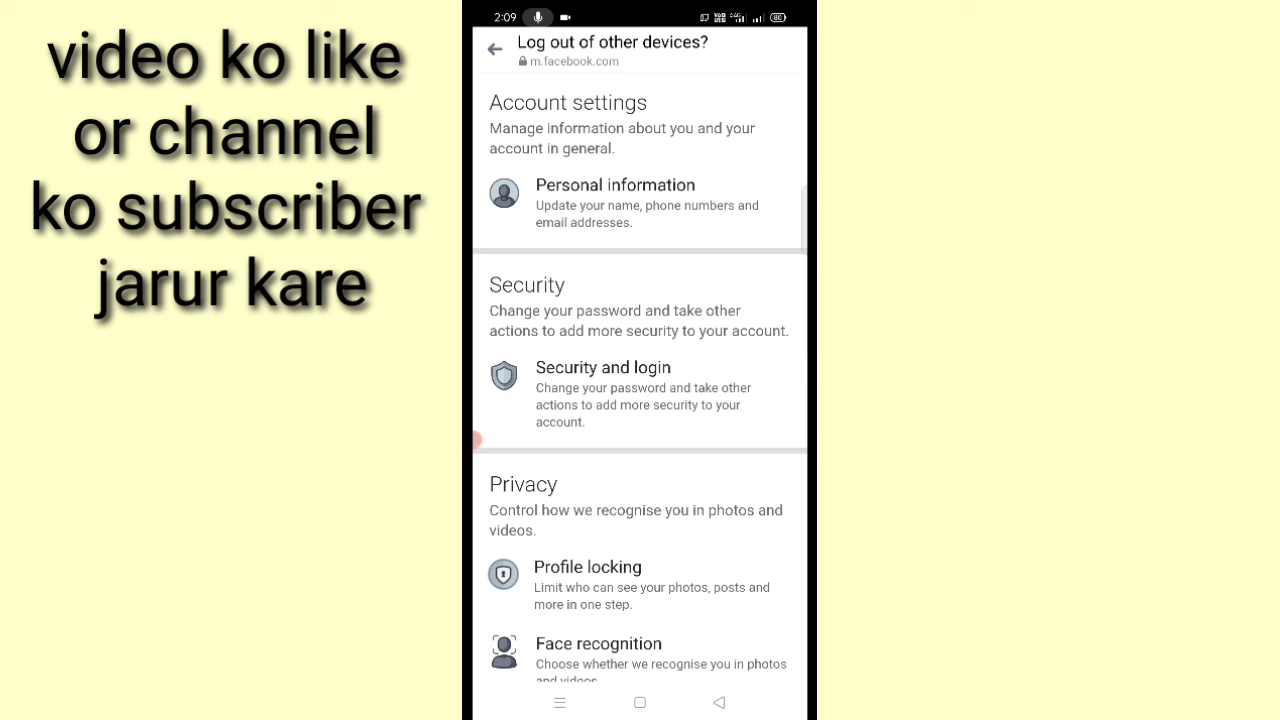 video ko like
or channel
ko subscriber
jarur kare
2:09
80
Log out of other devices?
m.facebook.com
Account settings
Manage information about you and your
account in general.
Personal information
Update your name, phone numbers and
email addresses.
Security
Change your password and take other
actions to add more security to your account.
Security and login
Change your password and take other
actions to add more security to your
account.
Privacy
Control how we recognise you in photos and
videos.
Profile locking
Limit who can see your photos, posts and
more in one step.
Face recognition
Choose whether we recognise you in photos
and videos